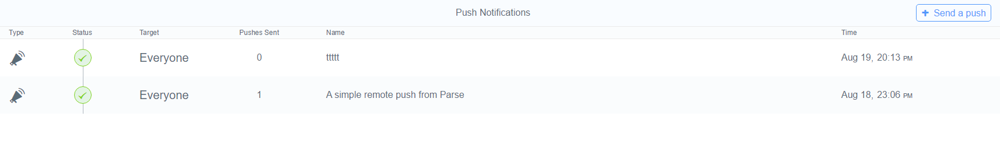 Push Notifications
Send a push
Type Status Target Pushes Sent Name Time
Everyone 0 tttttt Aug 19, 20:13 PM
Everyone 1 A simple remote push from Parse Aug 18, 23:06 PM